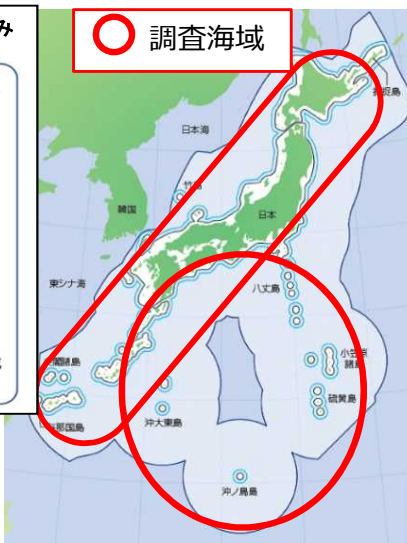 み
調査海域
択捉島
日本海
竹島
韓国
日本
東シナ海
八丈島
小笠原
諸島
硫黄島
沖大東島
与那国島
沖ノ鳥島